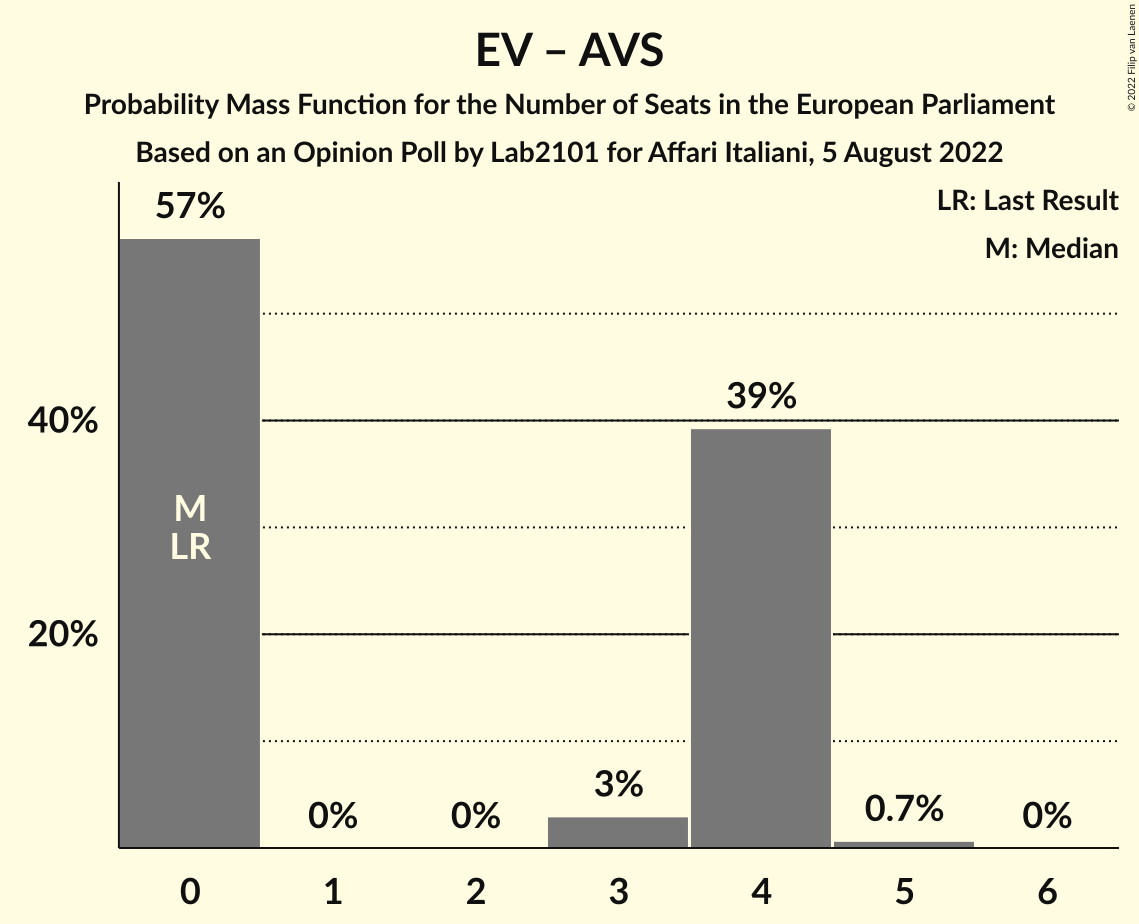 EV – AVS
Probability Mass Function for the Number of Seats in the European Parliament
Based on an Opinion Poll by Lab2101 for Affari Italiani, 5 August 2022
© 2022 Filip van Laenen
LR: Last Result
M: Median
57%
39%
40%
M
LR
20%
3%
0%
0%
0.7%
0%
0
1
2
3
4
5
6